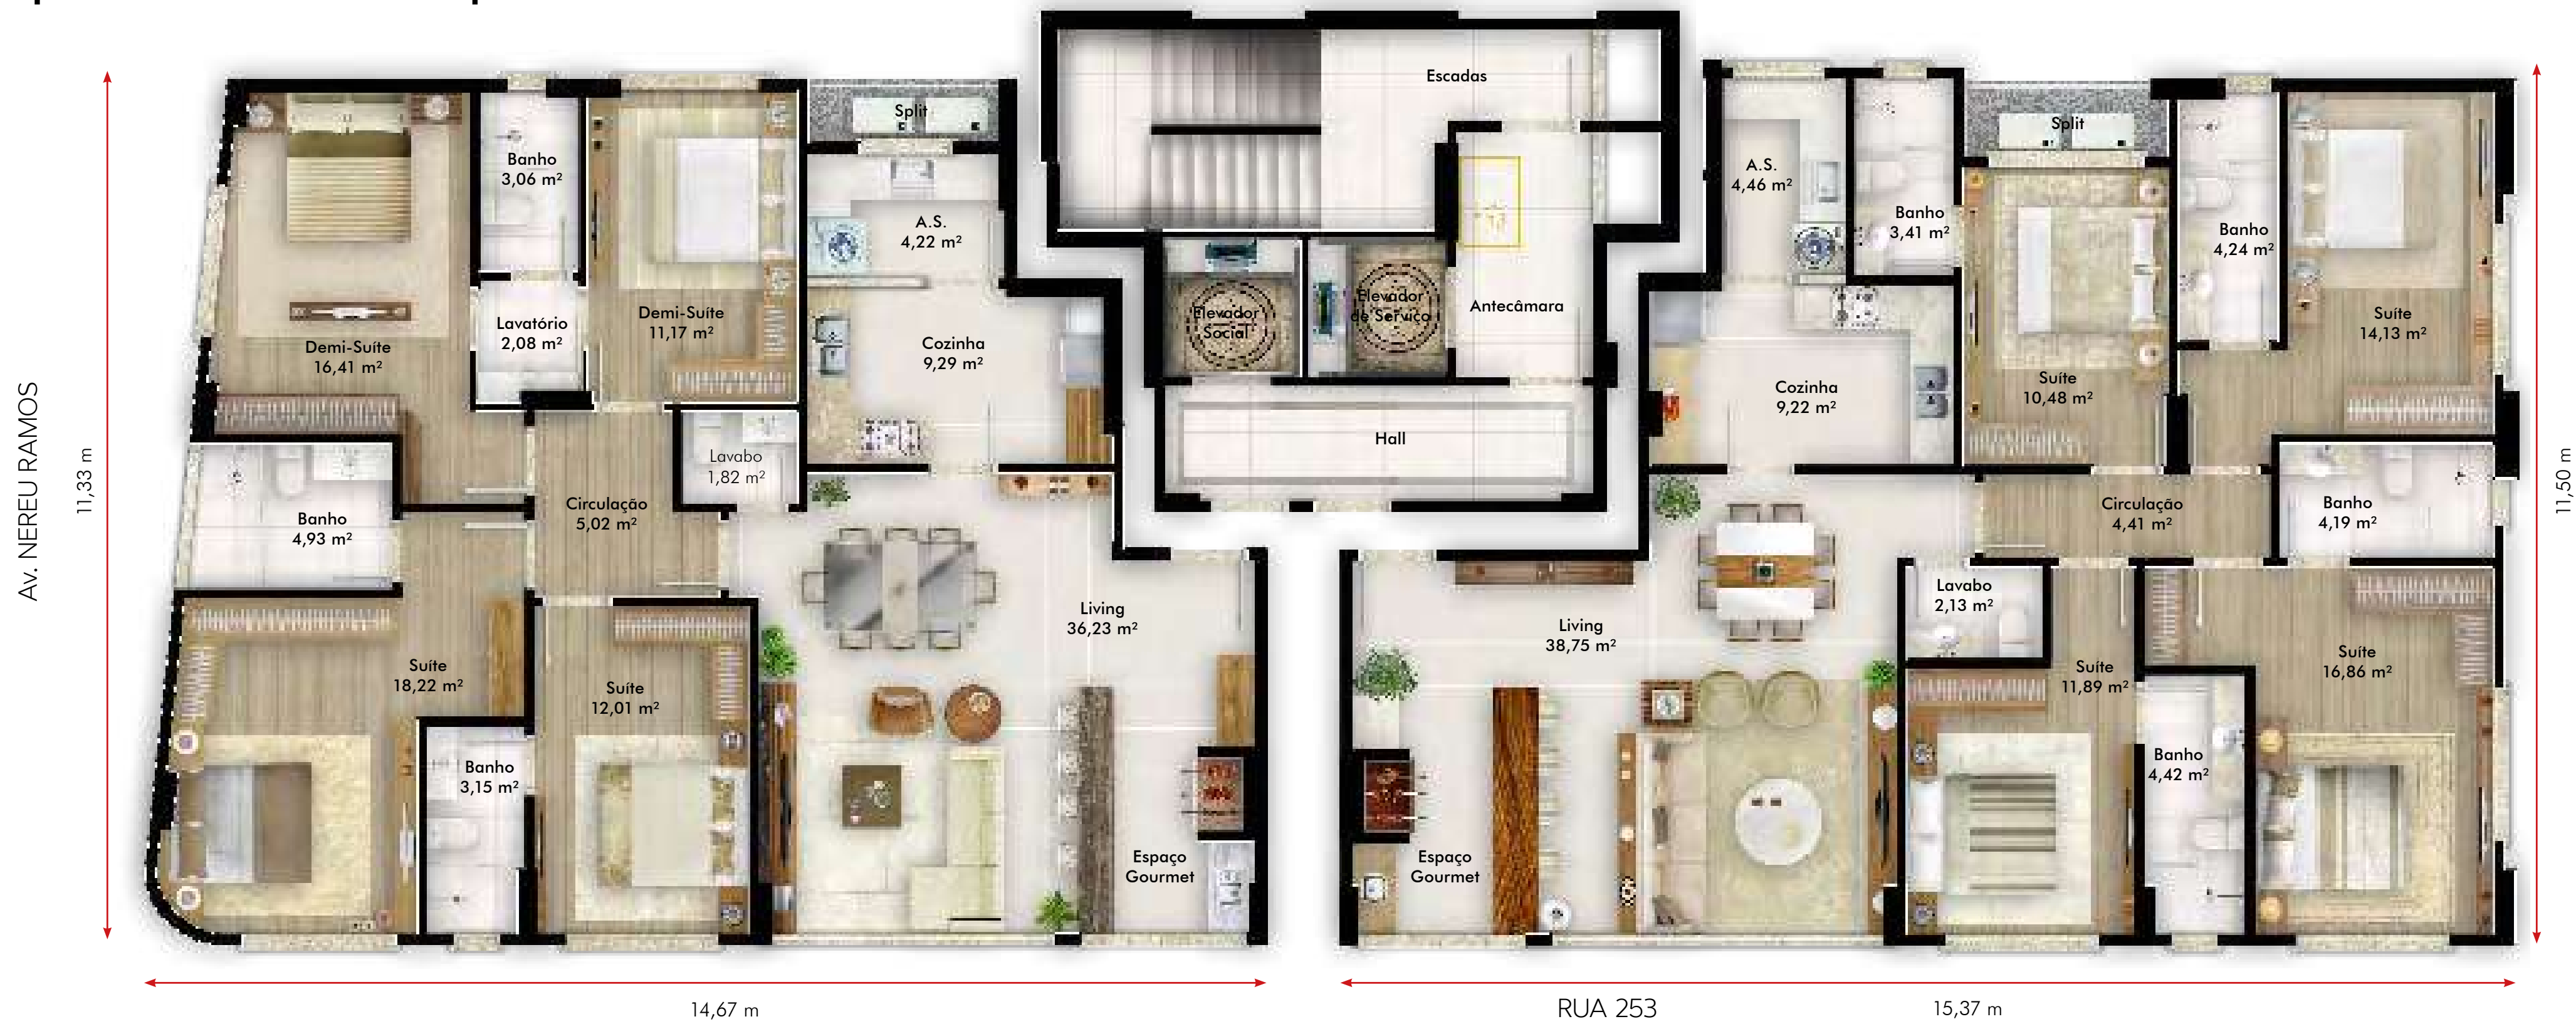 Escadas
Split
Split
Banho
3,06 m²
A.S.
4,46 m²
A.S.
4,22 m²
Banho
3,41 m²
Banho
4,24 m²
Demi-Suíte
11,17 m²
Lavatório
2,08 m²
Elevador
Social
Elevador
de Serviço
Antecâmara
Suíte
14,13 m²
Demi-Suíte
16,41 m²
Cozinha
9,29 m²
Cozinha
9,22 m²
Suíte
10,48 m²
Hall
Av. NEREU RAMOS
11,33 m
11,50 m
Lavabo
1,82 m²
Circulação
5,02 m²
Circulação
4,41 m²
Banho
4,93 m²
Banho
4,19 m²
Living
36,23 m²
Living
38,75 m²
Lavabo
2,13 m²
Suíte
18,22 m²
Suíte
12,01 m²
Suíte
11,89 m²
Suíte
16,86 m²
Banho
3,15 m²
Banho
4,42 m²
Espaço
Gourmet
Espaço
Gourmet
14,67 m
RUA 253
15,37 m